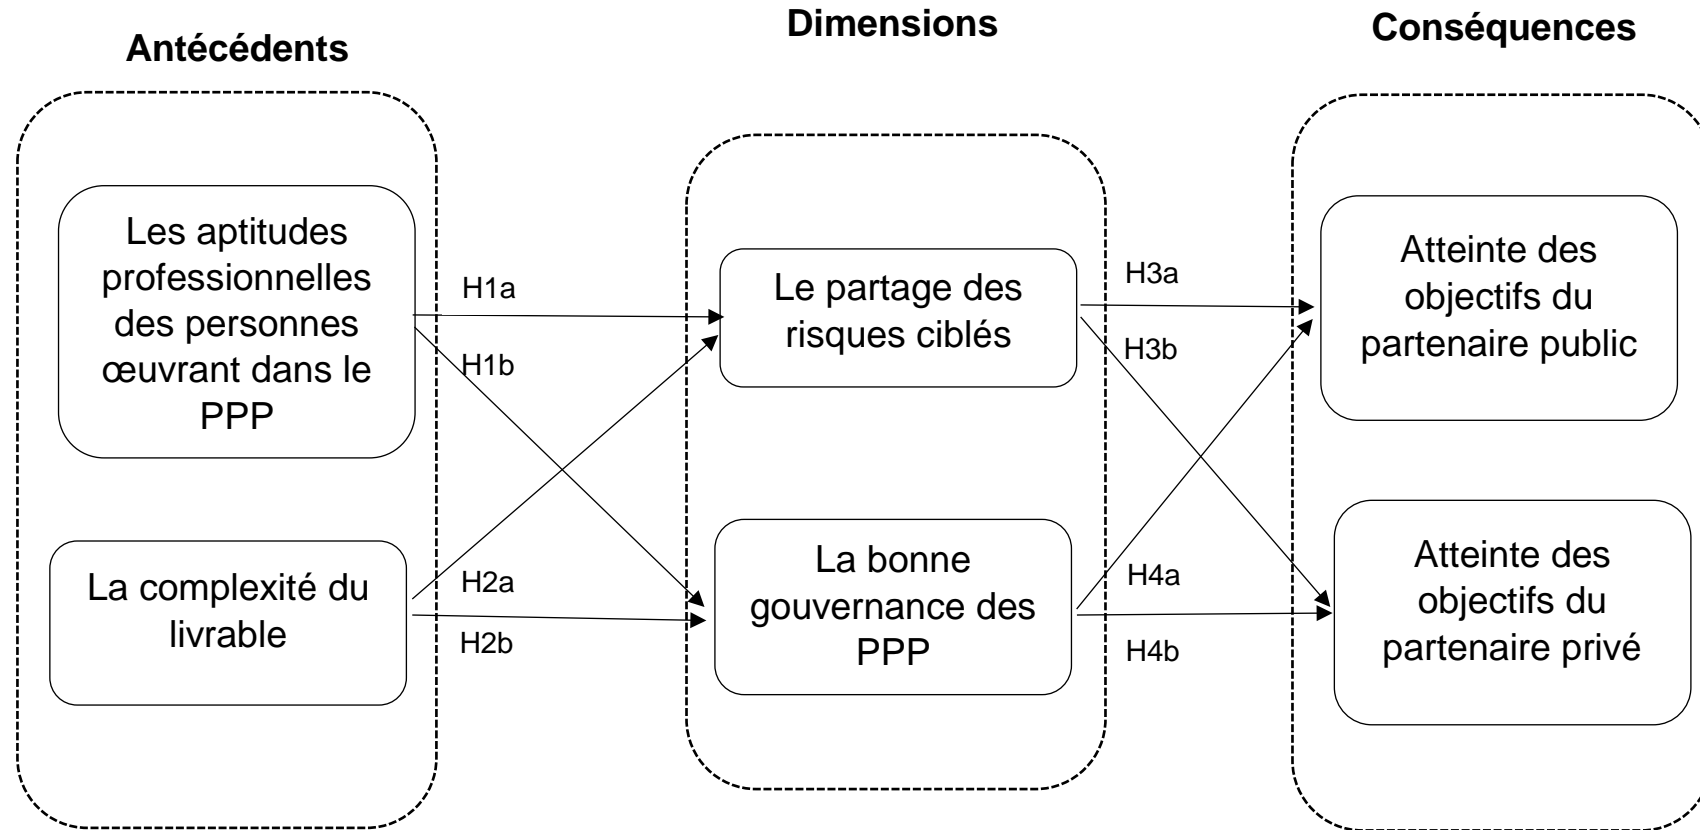 Antécédents
Dimensions
Conséquences
Les aptitudes
professionnelles
des personnes
œuvrant dans le
PPP
La complexité du
livrable
H1a
H1b
H2a
H2b
Le partage des
risques ciblés
La bonne
gouvernance des
PPP
H3a
H3b
H4a
H4b
Atteinte des
objectifs du
partenaire public
Atteinte des
objectifs du
partenaire privé